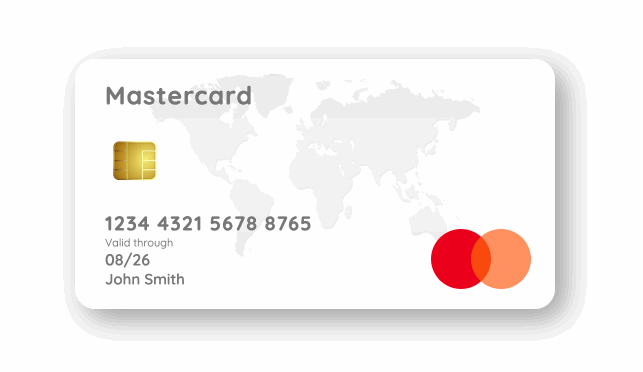 Mastercard
1234 4321 5678 8765
Valid through
08/26
John Smith